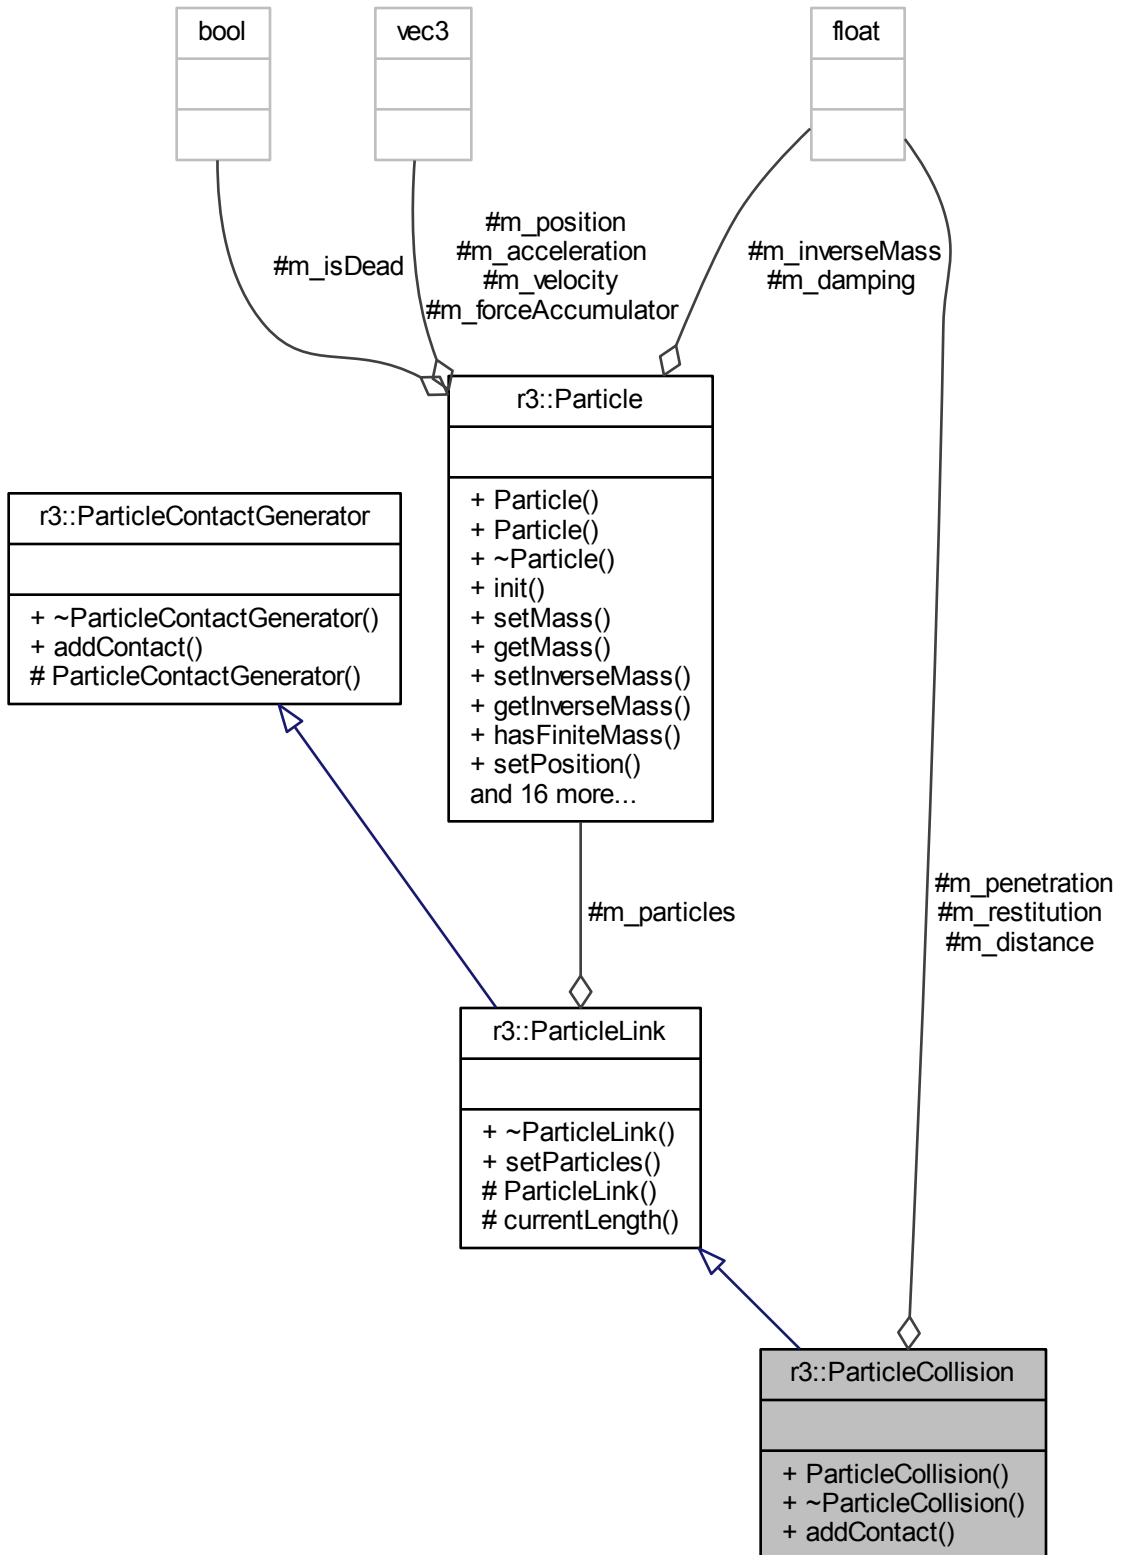 bool
vec3
float
#m_isDead
#m_position
#m_acceleration
#m_velocity
#m_forceAccumulator
#m_inverseMass
#m_damping
r3::Particle
+ Particle()
+ Particle()
+ ~Particle()
+ init()
+ setMass()
+ getMass()
+ setInverseMass()
+ getInverseMass()
+ hasFiniteMass()
+ setPosition()
and 16 more...
r3::ParticleContactGenerator
+ ~ParticleContactGenerator()
+ addContact()
# ParticleContactGenerator()
#m_particles
#m_penetration
#m_restitution
#m_distance
r3::ParticleLink
+ ~ParticleLink()
+ setParticles()
# ParticleLink()
# currentLength()
r3::ParticleCollision
+ ParticleCollision()
+ ~ParticleCollision()
+ addContact()